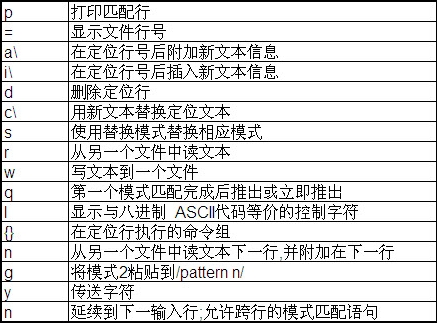 p 打印匹配行
= 显示文件行号
a\ 在定位行号后附加新文本信息
i\ 在定位行号后插入新文本信息
d 删除定位行
c\ 用新文本替换定位文本
s 使用替换模式替换相应模式
r 从另一个文件中读文本
w 写文本到一个文件
q 第一个模式匹配完成后推出或立即推出
l 显示与八进制 ASCII代码等价的控制字符
{} 在定位行执行的命令组
n 从另一个文件中读文本下一行,并附加在下一行
g 将模式2粘贴到/pattern n/
y 传送字符
n 延续到下一输入行;允许跨行的模式匹配语句